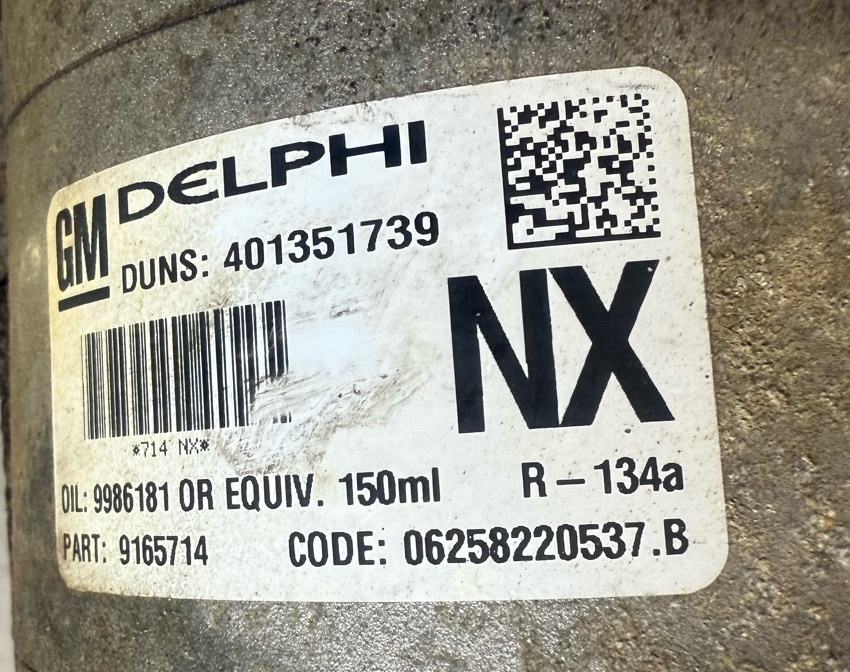 GM DELPHI
DUNS: 401351739
NX
*714 NX*
OIL: 9986181 OR EQUIV. 150ml R-134a
PART: 9165714 CODE: 06258220537.B